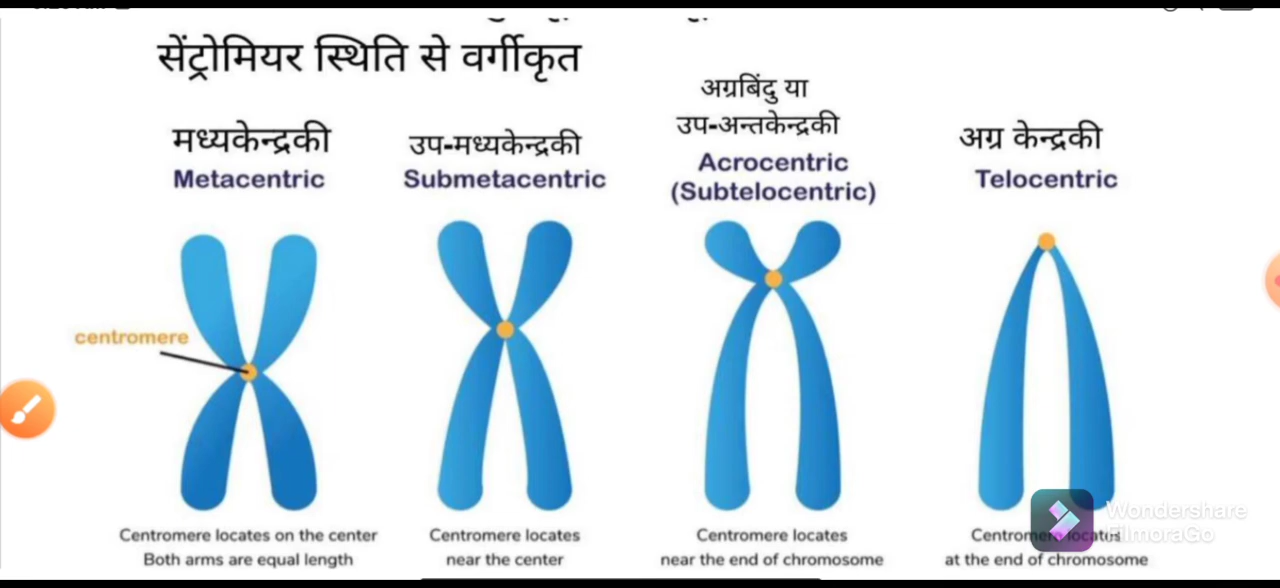 सेंट्रोमियर स्थिति से वर्गीकृत
मध्यकेन्द्रकी
Metacentric
उप-मध्यकेन्द्रकी
Submetacentric
अग्रबिंदु या
उप-अन्तकेन्द्रकी
Acrocentric
(Subtelocentric)
अग्र केन्द्रकी
Telocentric
centromere
Centromere locates on the center
Both arms are equal length
Centromere locates
near the center
Centromere locates
near the end of chromosome
Centromere locates
at the end of chromosome
Wondershare
FilmoraGo